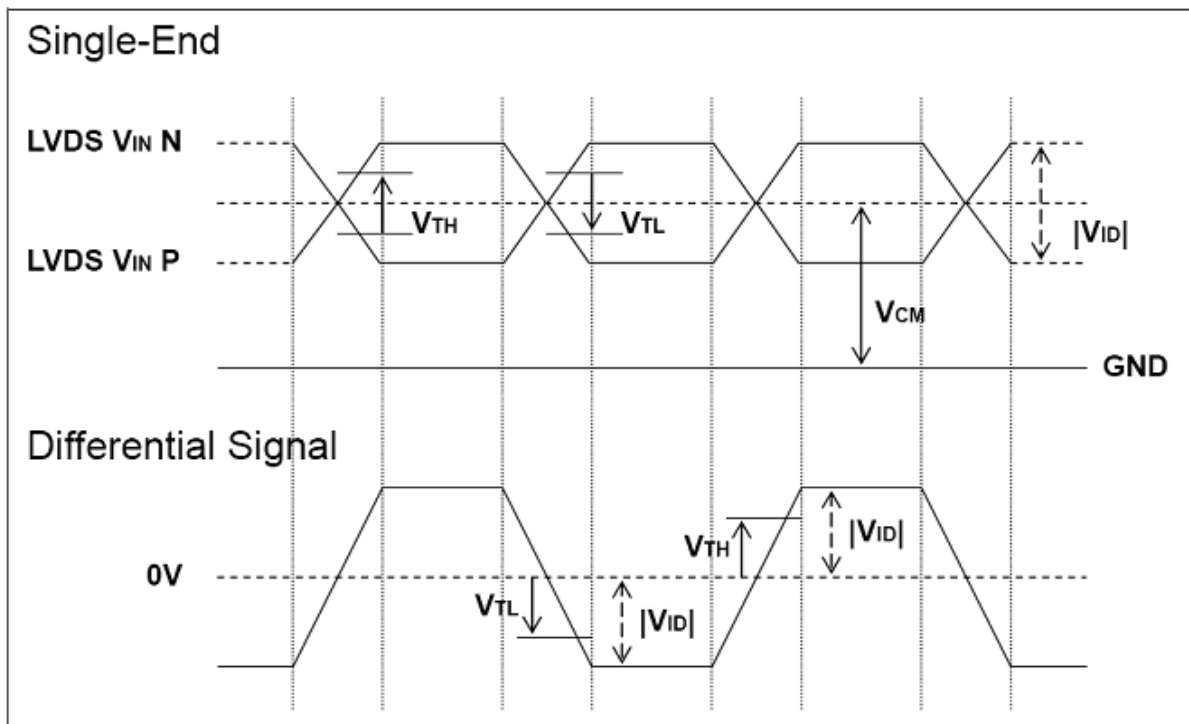 Single-End
LVDS VIN N
VTH
VTL
|VID|
LVDS VIN P
VCM
GND
Differential Signal
VTH
|VID|
0V
VTL
|VID|